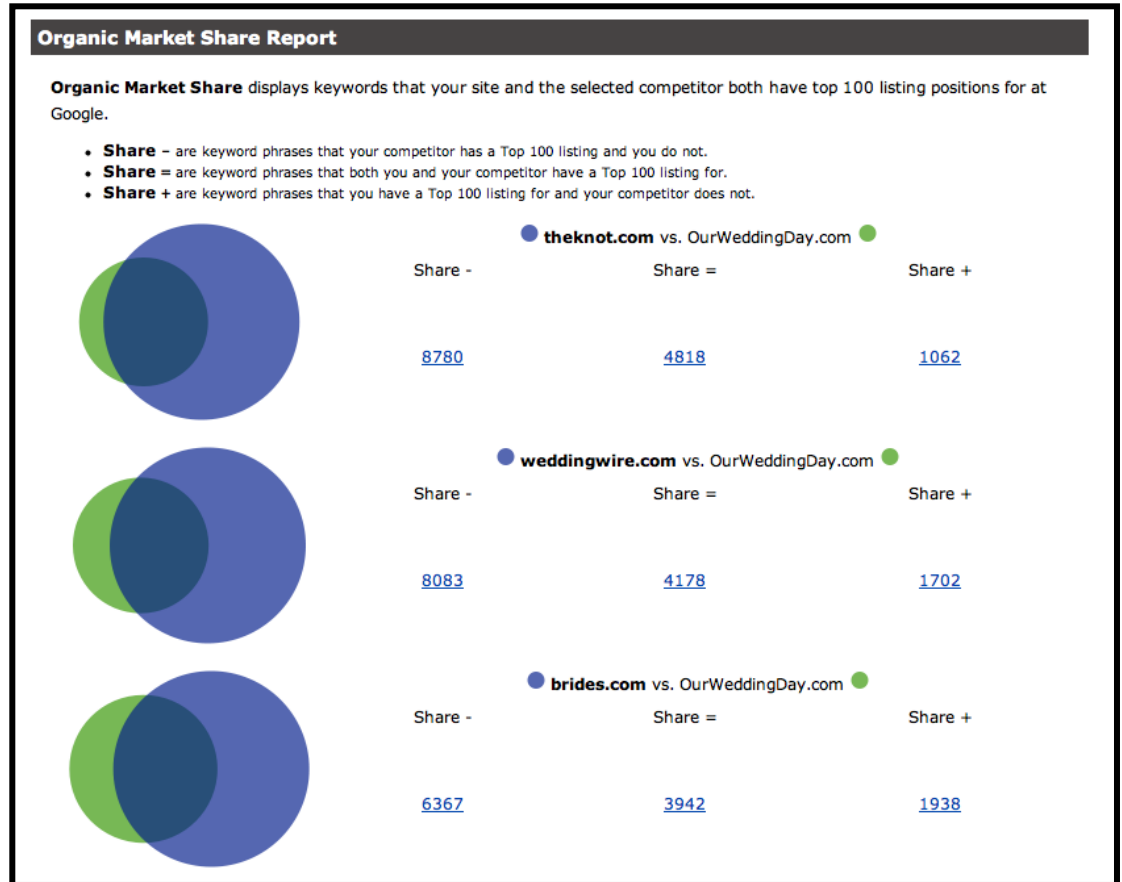 Organic Market Share Report
Organic Market Share displays keywords that your site and the selected competitor both have top 100 listing positions for at
Google.
• Share – are keyword phrases that your competitor has a Top 100 listing and you do not.
• Share = are keyword phrases that both you and your competitor have a Top 100 listing for.
• Share + are keyword phrases that you have a Top 100 listing for and your competitor does not.
theknot.com vs. OurWeddingDay.com
Share - Share = Share +
8780 4818 1062
weddingwire.com vs. OurWeddingDay.com
Share - Share = Share +
8083 4178 1702
brides.com vs. OurWeddingDay.com
Share - Share = Share +
6367 3942 1938